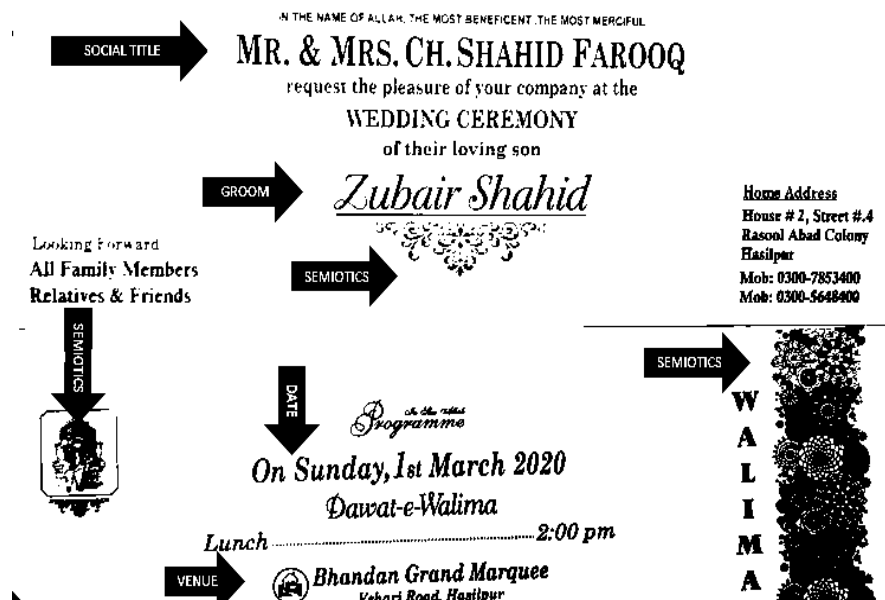 IN THE NAME OF ALLAH, THE MOST BENEFICENT, THE MOST MERCIFUL
SOCIAL TITLE
MR. & MRS. CH. SHAHID FAROOQ
request the pleasure of your company at the
WEDDING CEREMONY
of their loving son
GROOM
Zubair Shahid
SEMIOTICS
Home Address
House # 2, Street #.4
Rasool Abad Colony
Hasilpur
Mob: 0300-7853400
Mob: 0300-5648400
Looking Forward
All Family Members
Relatives & Friends
SEMIOTICS
SEMIOTICS
WALIMA
DATE
Programme
On Sunday, 1st March 2020
Dawat-e-Walima
Lunch 2:00 pm
VENUE
Bhandan Grand Marquee
Vehari Road, Hasilpur